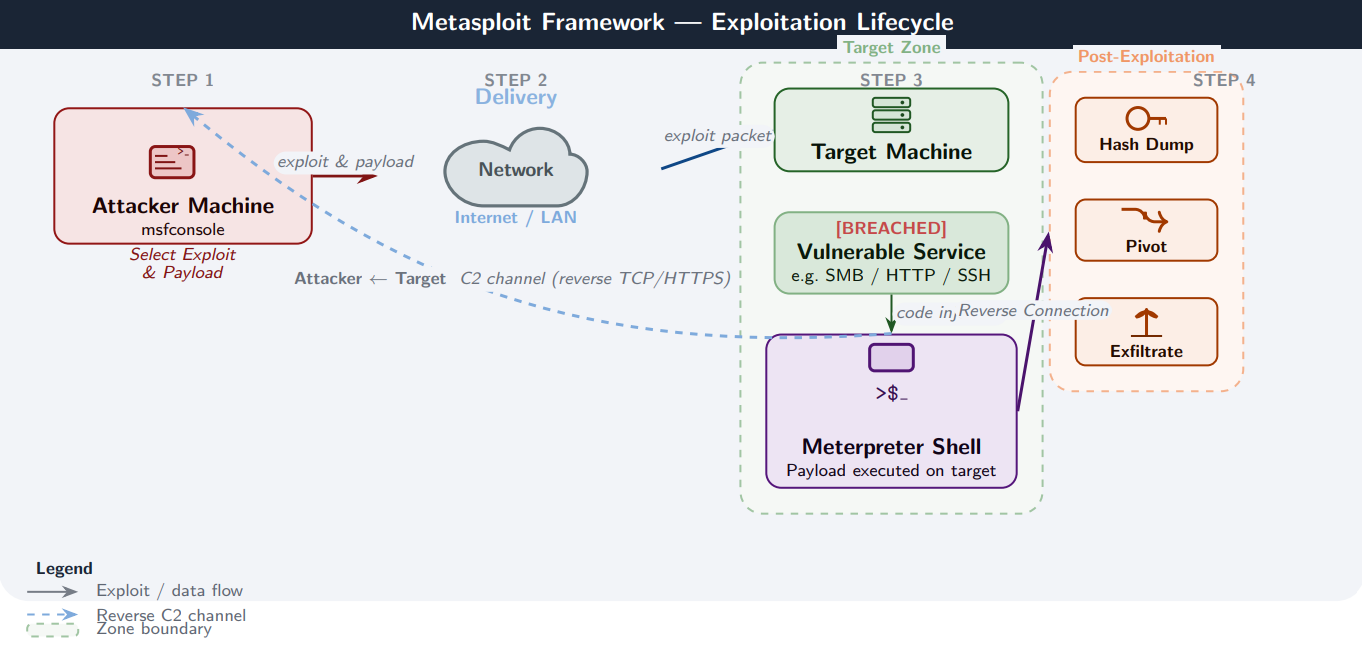 Metasploit Framework — Exploitation Lifecycle
STEP 1
>_
Attacker Machine
msfconsole
Select Exploit
& Payload
exploit & payload
STEP 2
Delivery
Network
Internet / LAN
exploit packet
Attacker ← Target
C2 channel (reverse TCP/HTTPS)
Target Zone
STEP 3
Target Machine
[BREACHED]
Vulnerable Service
e.g. SMB / HTTP / SSH
code inj
Reverse Connection
>$_
Meterpreter Shell
Payload executed on target
Post-Exploitation
STEP 4
Hash Dump
Pivot
Exfiltrate
Legend
Exploit / data flow
Reverse C2 channel
Zone boundary